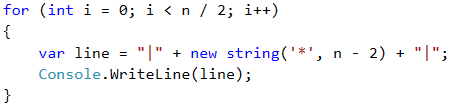 for (int i = 0; i < n / 2; i++)
{
    var line = "|" + new string('*', n - 2) + "|";
    Console.WriteLine(line);
}